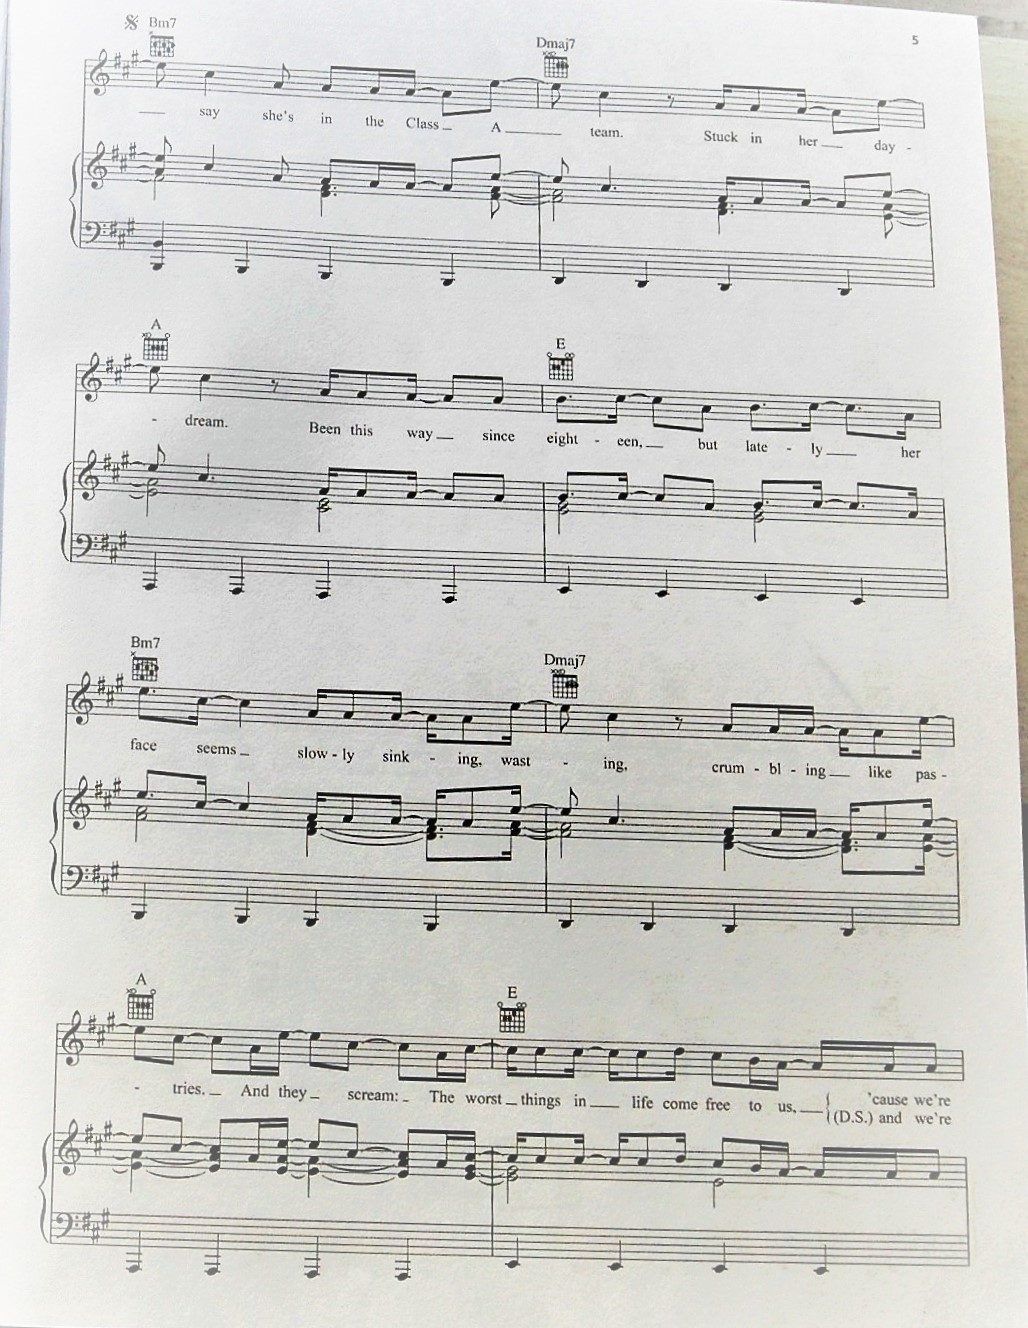 Bm7
Dmaj7
5
say she's in the Class A team. Stuck in her day -
A
E
- dream. Been this way since eight - een, but late - ly her
Bm7
Dmaj7
face seems slow - ly sink - ing, wast - ing, crum - bl - ing like pas -
A
E
- tries. And they scream: The worst things in life come free to us, 'cause we're
(D.S.) and we're